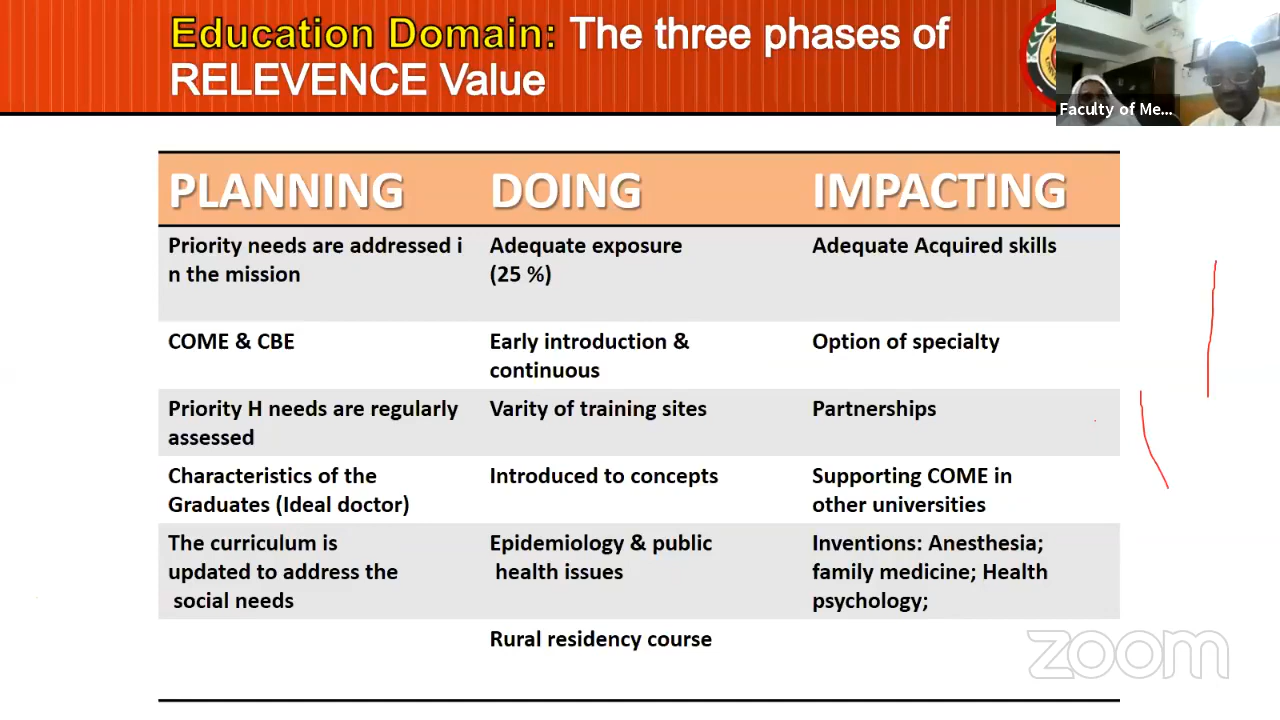 Education Domain: The three phases of
RELEVENCE Value
Faculty of Me...
PLANNING DOING IMPACTING
Priority needs are addressed i
n the mission
Adequate exposure
(25 %)
Adequate Acquired skills
COME & CBE
Early introduction &
continuous
Option of specialty
Priority H needs are regularly
assessed
Varity of training sites
Partnerships
Characteristics of the
Graduates (Ideal doctor)
Introduced to concepts
Supporting COME in
other universities
The curriculum is
updated to address the
social needs
Epidemiology & public
health issues
Inventions: Anesthesia;
family medicine; Health
psychology;
Rural residency course
zoom